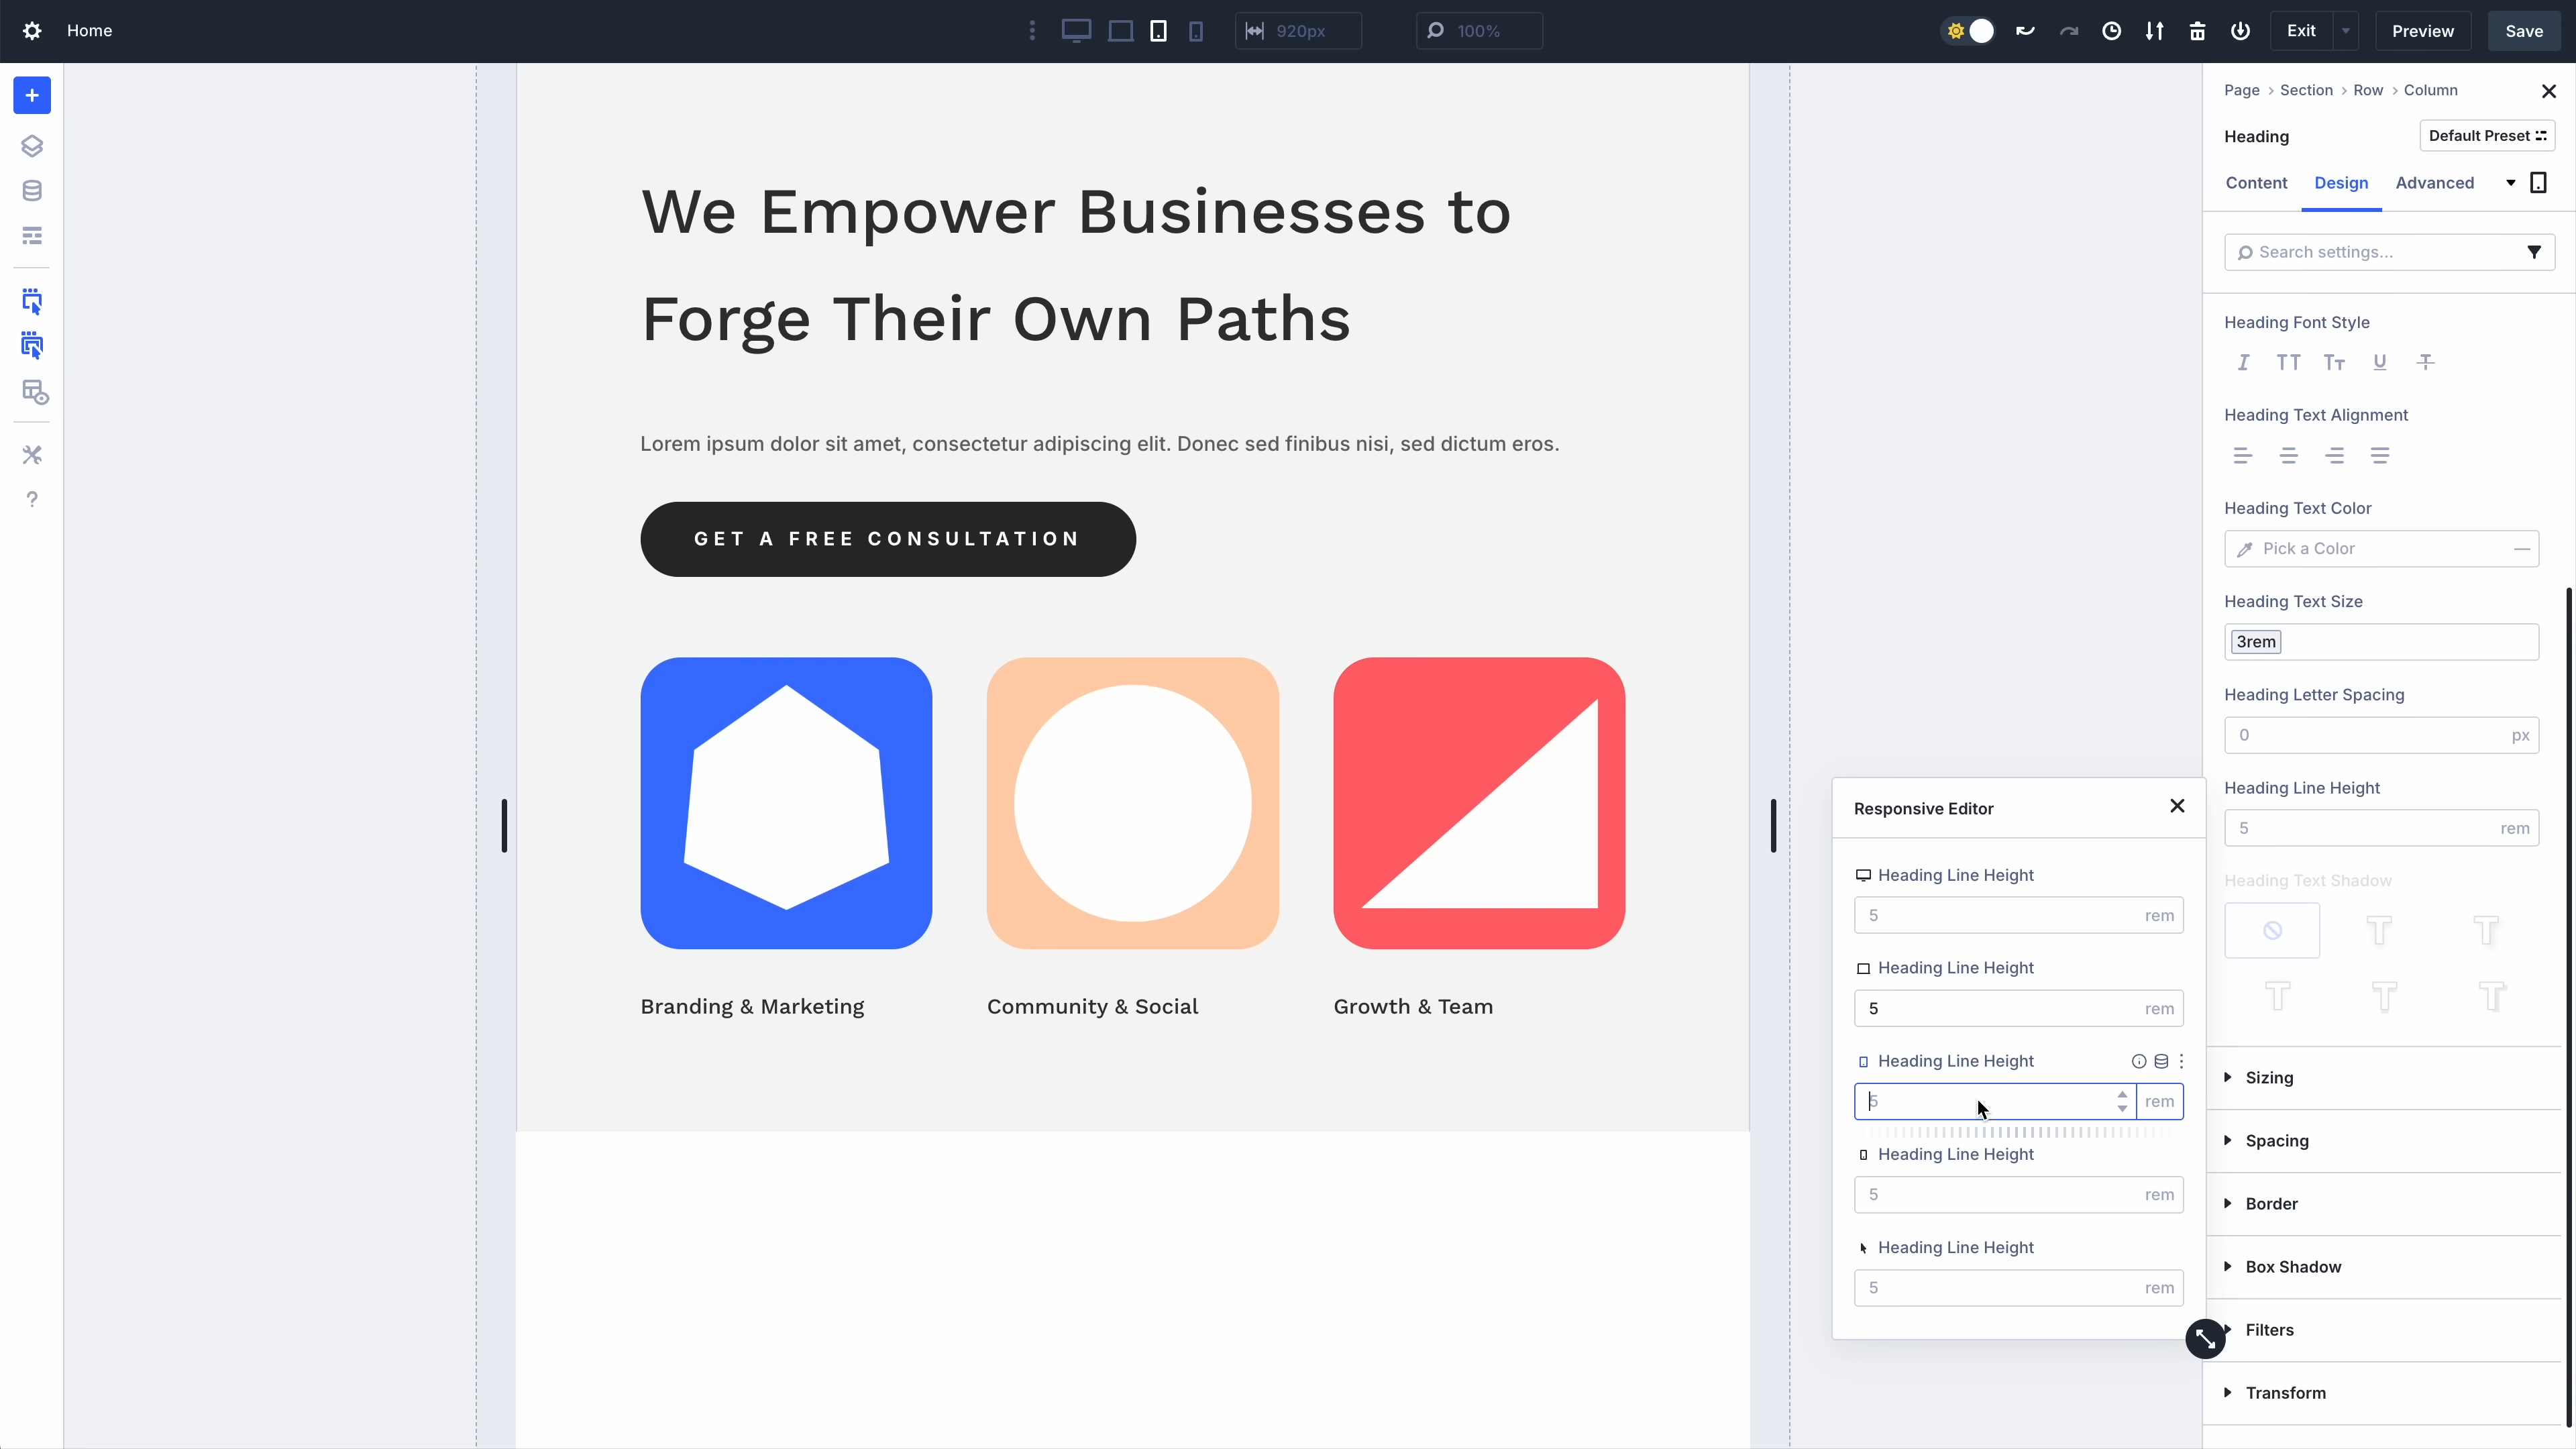 Home
920px
100%
Exit
Preview
Save
Page > Section > Row > Column
Heading
Default Preset
Content
Design
Advanced
Search settings...
Heading Font Style
I TT Tт U T
Heading Text Alignment
Heading Text Color
Pick a Color
Heading Text Size
3rem
Heading Letter Spacing
0 px
Heading Line Height
5 rem
Heading Text Shadow
T T
T T T
Sizing
Spacing
Border
Box Shadow
Filters
Transform
We Empower Businesses to
Forge Their Own Paths
Lorem ipsum dolor sit amet, consectetur adipiscing elit. Donec sed finibus nisi, sed dictum eros.
GET A FREE CONSULTATION
Branding & Marketing
Community & Social
Growth & Team
Responsive Editor
Heading Line Height
5 rem
Heading Line Height
5 rem
Heading Line Height
5 rem
Heading Line Height
5 rem
Heading Line Height
5 rem